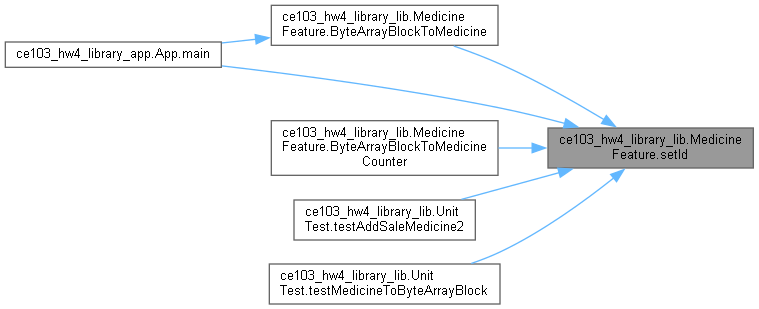 ce103_hw4_library_lib.Medicine
Feature.ByteArrayBlockToMedicine
ce103_hw4_library_app.App.main
ce103_hw4_library_lib.Medicine
Feature.ByteArrayBlockToMedicine
Counter
ce103_hw4_library_lib.Medicine
Feature.setId
ce103_hw4_library_lib.Unit
Test.testAddSaleMedicine2
ce103_hw4_library_lib.Unit
Test.testMedicineToByteArrayBlock